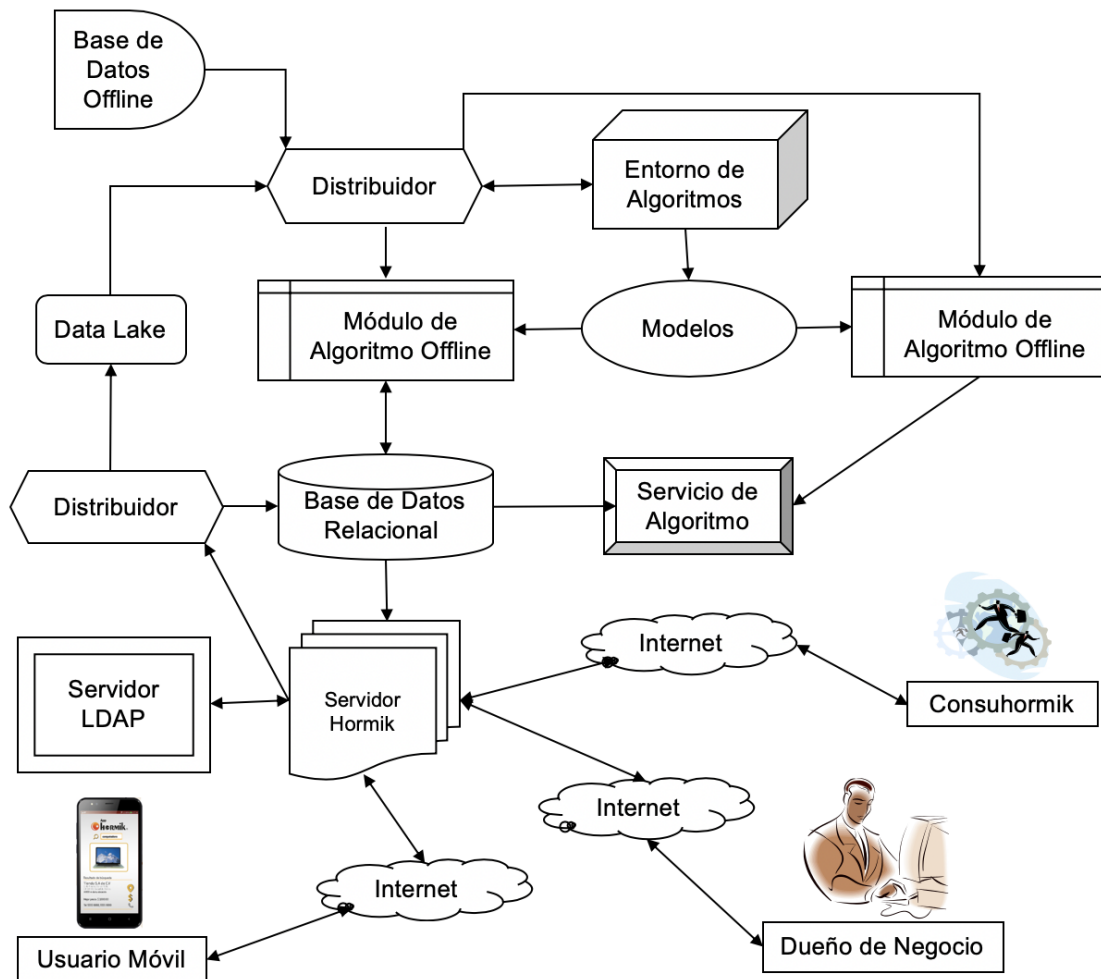 Base de
Datos
Offline
Distribuidor
Entorno de
Algoritmos
Data Lake
Módulo de
Algoritmo Offline
Modelos
Módulo de
Algoritmo Offline
Distribuidor
Base de Datos
Relacional
Servicio de
Algoritmo
Servidor
LDAP
Servidor
Hormik
Internet
Consuhormik
Internet
Internet
hormik
Usuario Móvil
Dueño de Negocio